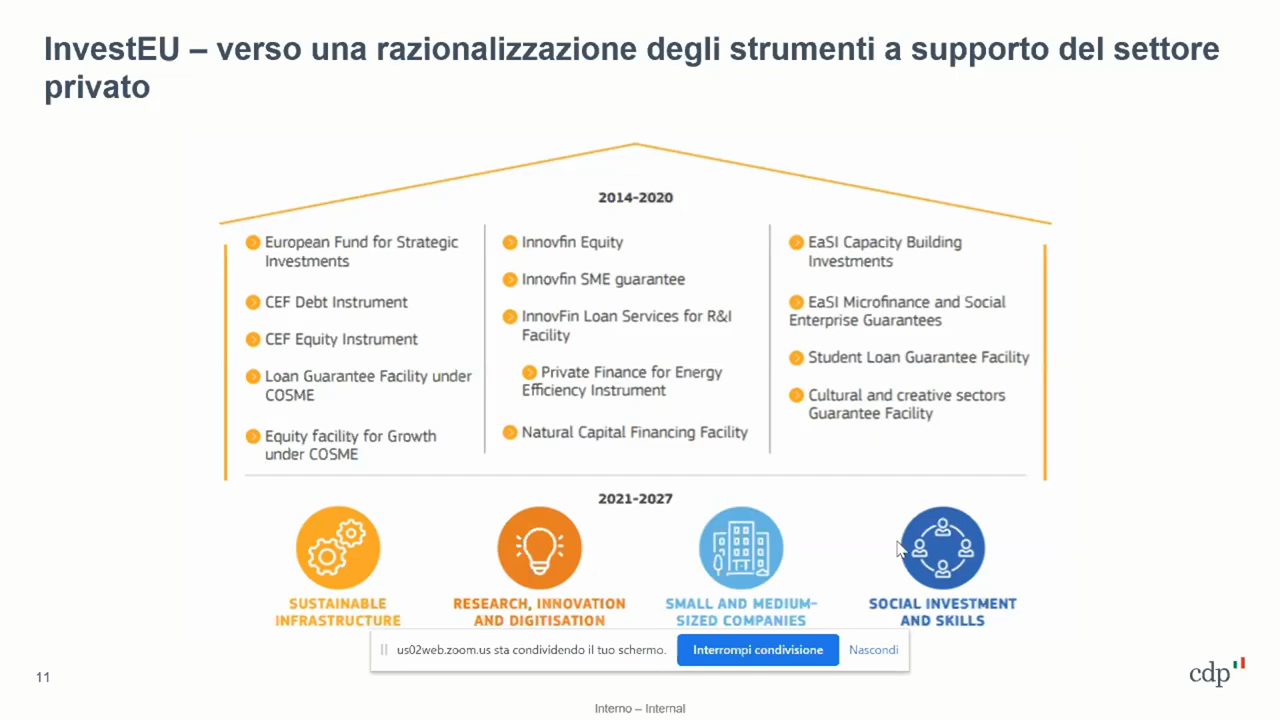 InvestEU – verso una razionalizzazione degli strumenti a supporto del settore
privato
2014-2020
European Fund for Strategic
Investments
CEF Debt Instrument
CEF Equity Instrument
Loan Guarantee Facility under
COSME
Equity facility for Growth
under COSME
Innovfin Equity
Innovfin SME guarantee
InnovFin Loan Services for R&I
Facility
Private Finance for Energy
Efficiency Instrument
Natural Capital Financing Facility
EaSI Capacity Building
Investments
EaSI Microfinance and Social
Enterprise Guarantees
Student Loan Guarantee Facility
Cultural and creative sectors
Guarantee Facility
2021-2027
SUSTAINABLE
INFRASTRUCTURE
RESEARCH, INNOVATION
AND DIGITISATION
SMALL AND MEDIUM-
SIZED COMPANIES
SOCIAL INVESTMENT
AND SKILLS
us02web.zoom.us sta condividendo il tuo schermo.
Interrompi condivisione
Nascondi
11
cdp
Interno – Internal